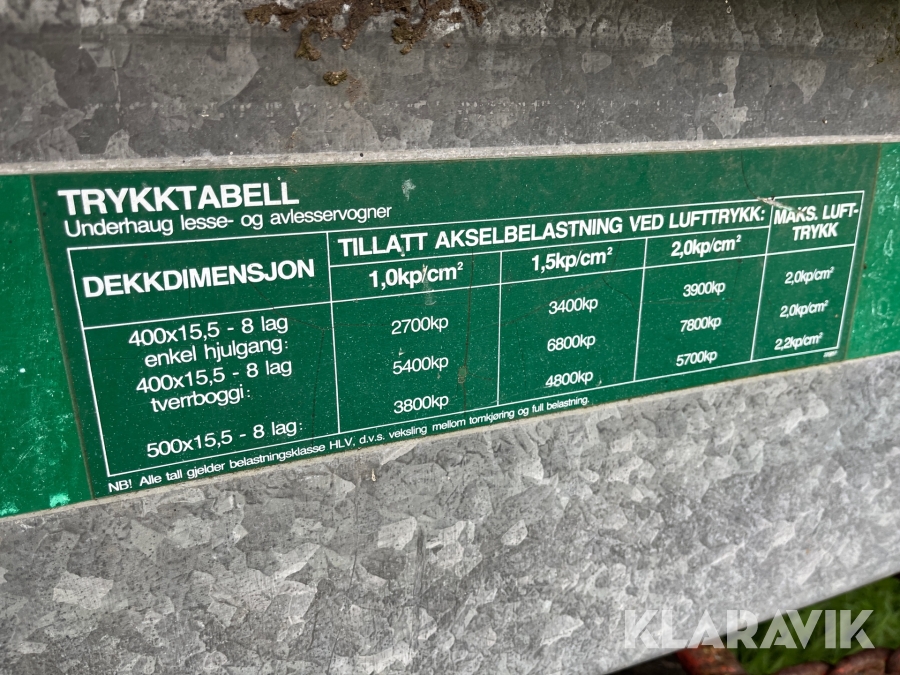 TRYKKTABELL
Underhaug lesse- og avlesservogner
DEKKDIMENSJON
TILLATT AKSELBELASTNING VED LUFTTRYKK:
MAKS. LUFT-
TRYKK
1,0kp/cm² 1,5kp/cm² 2,0kp/cm²
400x15,5 - 8 lag
enkel hjulgang: 2700kp 3400kp 3900kp 2,0kp/cm²
400x15,5 - 8 lag
tverrboggi: 5400kp 6800kp 7800kp 2,0kp/cm²
500x15,5 - 8 lag: 3800kp 4800kp 5700kp 2,2kp/cm²
NB! Alle tall gjelder belastningsklasse HLV, d.v.s. veksling mellom tomkjøring og full belastning.
KLARAVIK